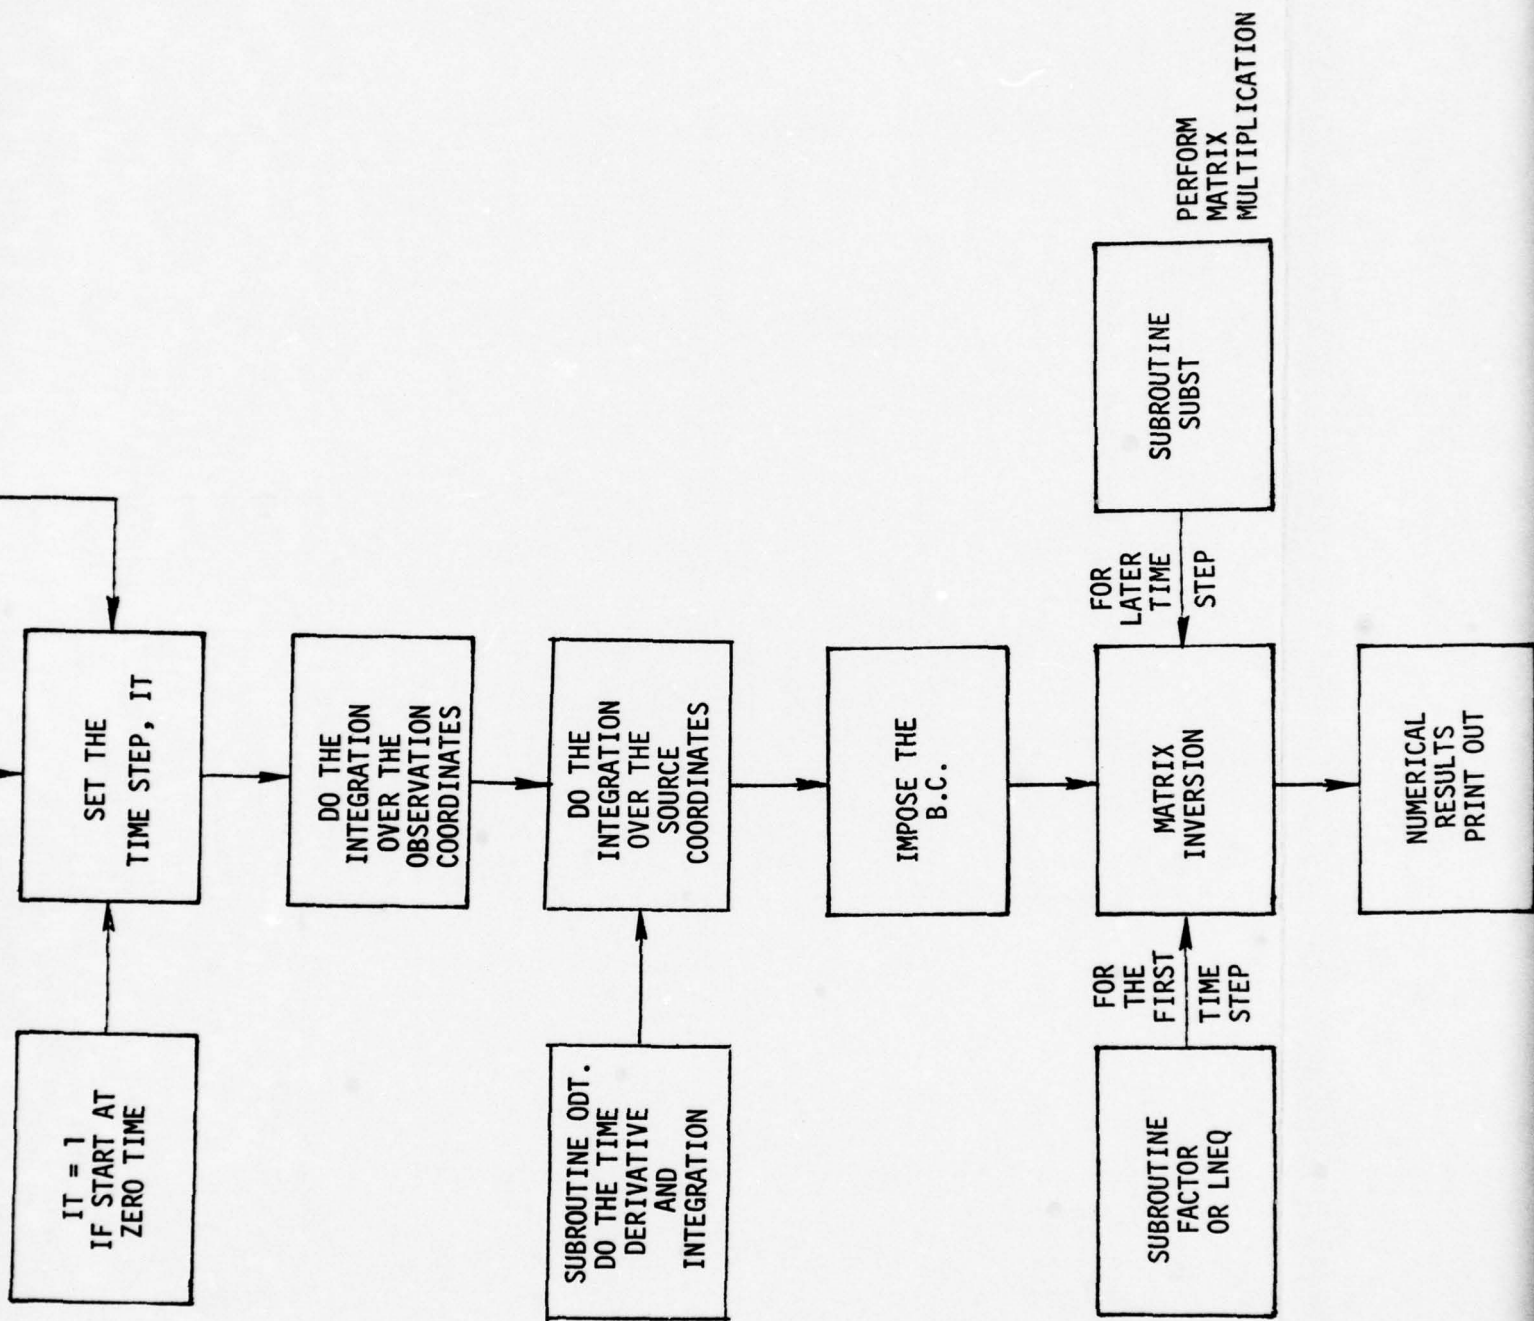 IT = 1
IF START AT
ZERO TIME
SET THE
TIME STEP, IT
DO THE
INTEGRATION
OVER THE
OBSERVATION
COORDINATES
SUBROUTINE ODT.
DO THE TIME
DERIVATIVE
AND
INTEGRATION
DO THE
INTEGRATION
OVER THE
SOURCE
COORDINATES
IMPOSE THE
B.C.
SUBROUTINE
FACTOR
OR LNEQ
FOR
THE
FIRST
TIME
STEP
MATRIX
INVERSION
FOR
LATER
TIME
STEP
SUBROUTINE
SUBST
PERFORM
MATRIX
MULTIPLICATION
NUMERICAL
RESULTS
PRINT OUT